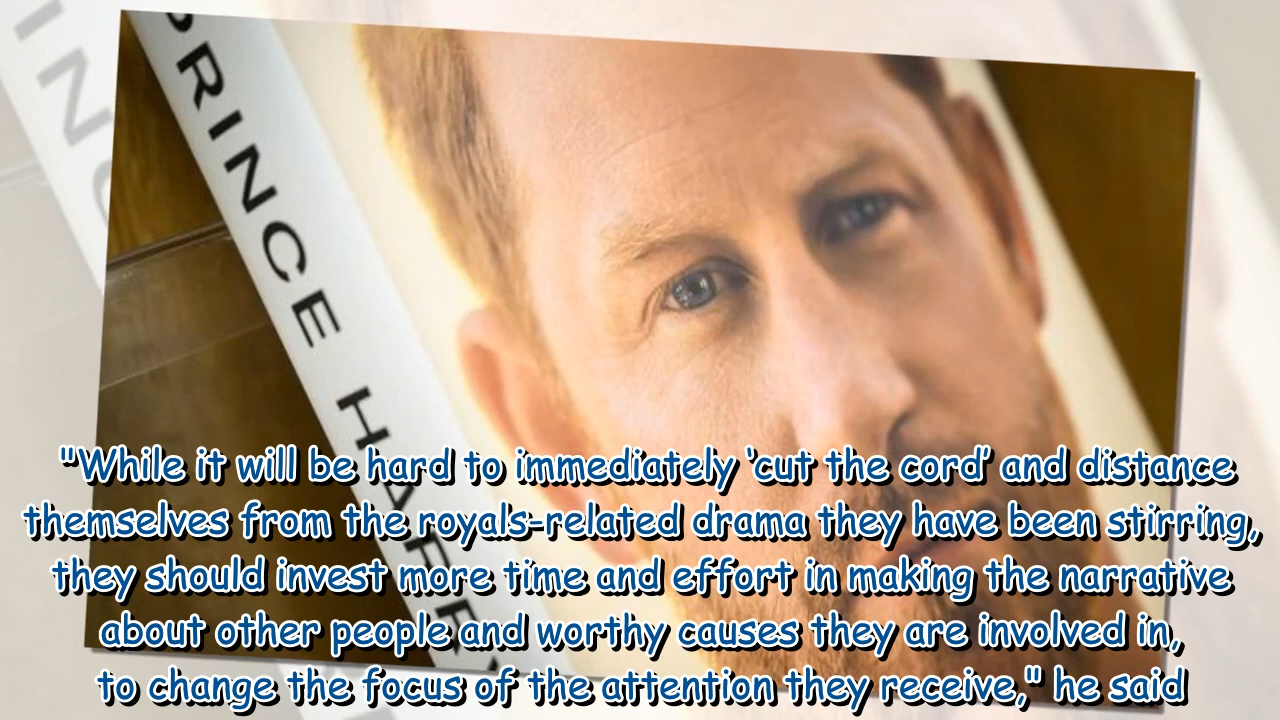 PRINCE HARRY
INC
"While it will be hard to immediately ‘cut the cord’ and distance
themselves from the royals-related drama they have been stirring,
they should invest more time and effort in making the narrative
about other people and worthy causes they are involved in,
to change the focus of the attention they receive," he said